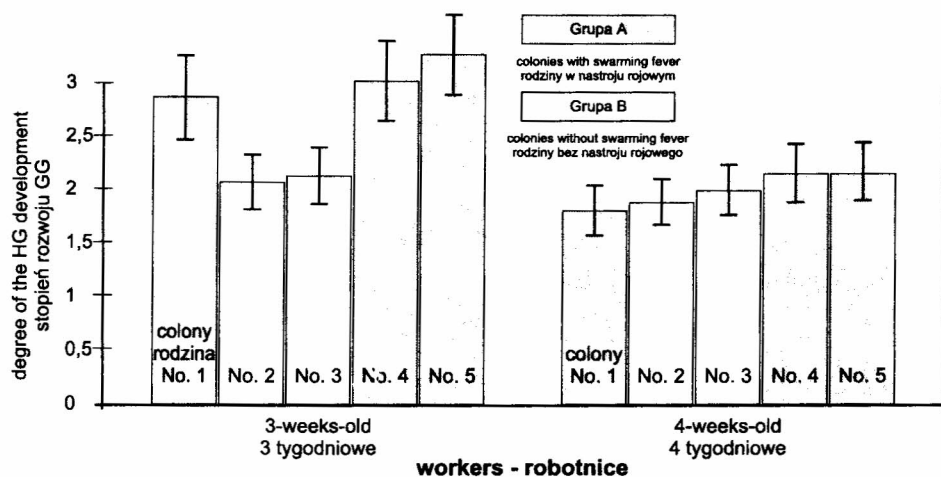 degree of the HG development
stopień rozwoju GG
3
2,5
2
1,5
1
0,5
0
Grupa A
colonies with swarming fever
rodziny w nastroju rojowym
Grupa B
colonies without swarming fever
rodziny bez nastroju rojowego
colony
rodzina
No. 1
No. 2
No. 3
No. 4
No. 5
colony
No. 1
No. 2
No. 3
No. 4
No. 5
3-weeks-old
3 tygodniowe
4-weeks-old
4 tygodniowe
workers - robotnice